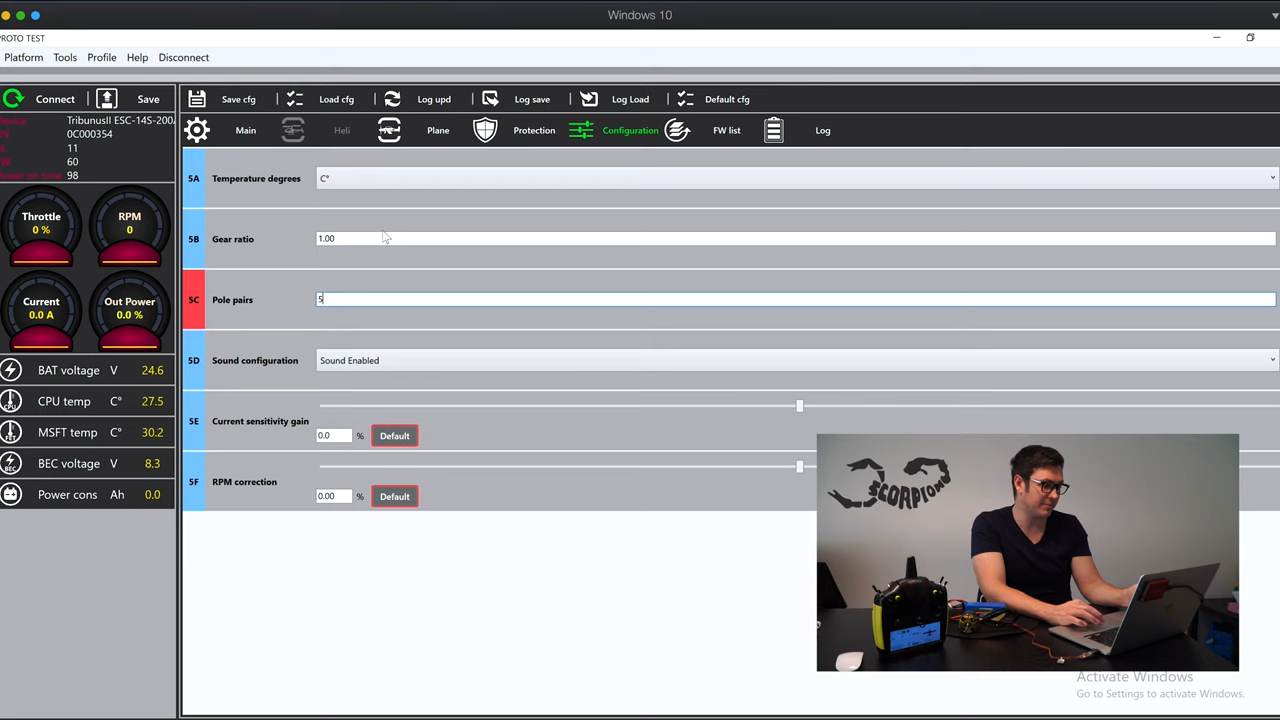 Windows 10
ROTO TEST
Platform Tools Profile Help Disconnect
Connect Save
Save cfg Load cfg Log upd Log save Log Load Default cfg
TribunusII ESC-14S-200A
0C000354
11
60
Power on time: 98
Main Heli Plane Protection Configuration FW list Log
Throttle
0 %
RPM
0
Current
0.0 A
Out Power
0.0 %
BAT voltage V 24.6
CPU temp C° 27.5
MSFT temp C° 30.2
BEC voltage V 8.3
Power cons Ah 0.0
5A Temperature degrees C°
5B Gear ratio 1.00
5C Pole pairs 5
5D Sound configuration Sound Enabled
5E Current sensitivity gain
0.0 % Default
5F RPM correction
0.00 % Default
SCORPION
Activate Windows
Go to Settings to activate Windows.